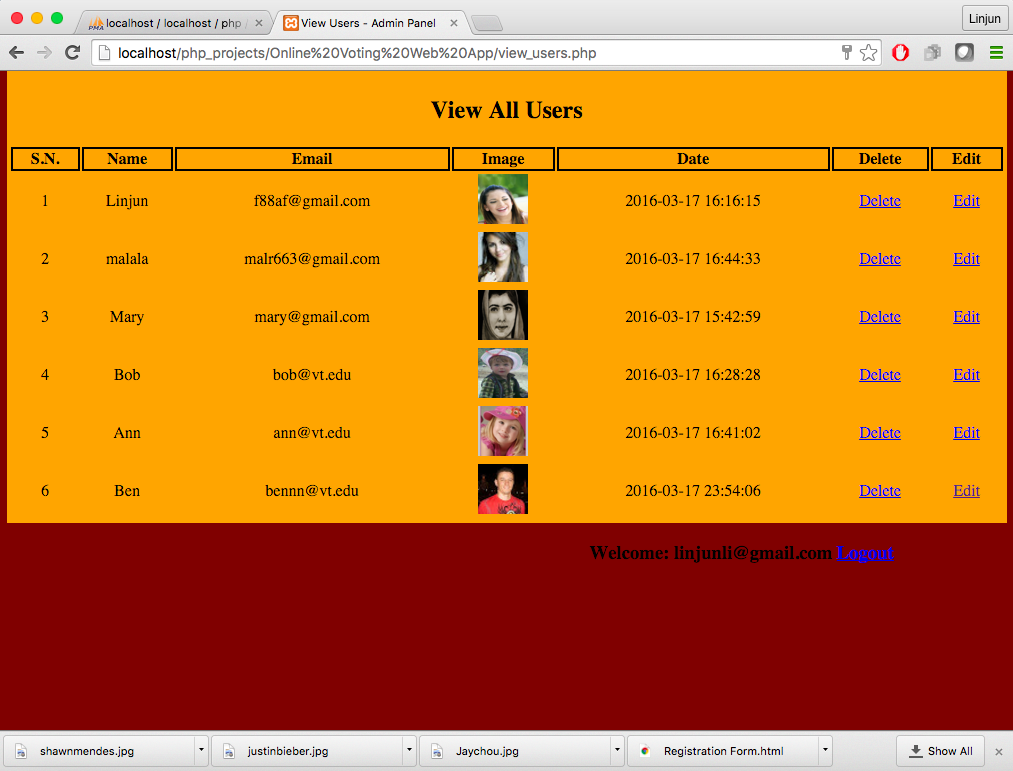 localhost / localhost / php
View Users - Admin Panel
Linjun
localhost/php_projects/Online%20Voting%20Web%20App/view_users.php
View All Users
S.N. Name Email Image Date Delete Edit
1 Linjun f88af@gmail.com 2016-03-17 16:16:15 Delete Edit
2 malala malr663@gmail.com 2016-03-17 16:44:33 Delete Edit
3 Mary mary@gmail.com 2016-03-17 15:42:59 Delete Edit
4 Bob bob@vt.edu 2016-03-17 16:28:28 Delete Edit
5 Ann ann@vt.edu 2016-03-17 16:41:02 Delete Edit
6 Ben bennn@vt.edu 2016-03-17 23:54:06 Delete Edit
Welcome: linjunli@gmail.com Logout
shawnmendes.jpg justinbieber.jpg Jaychou.jpg Registration Form.html Show All